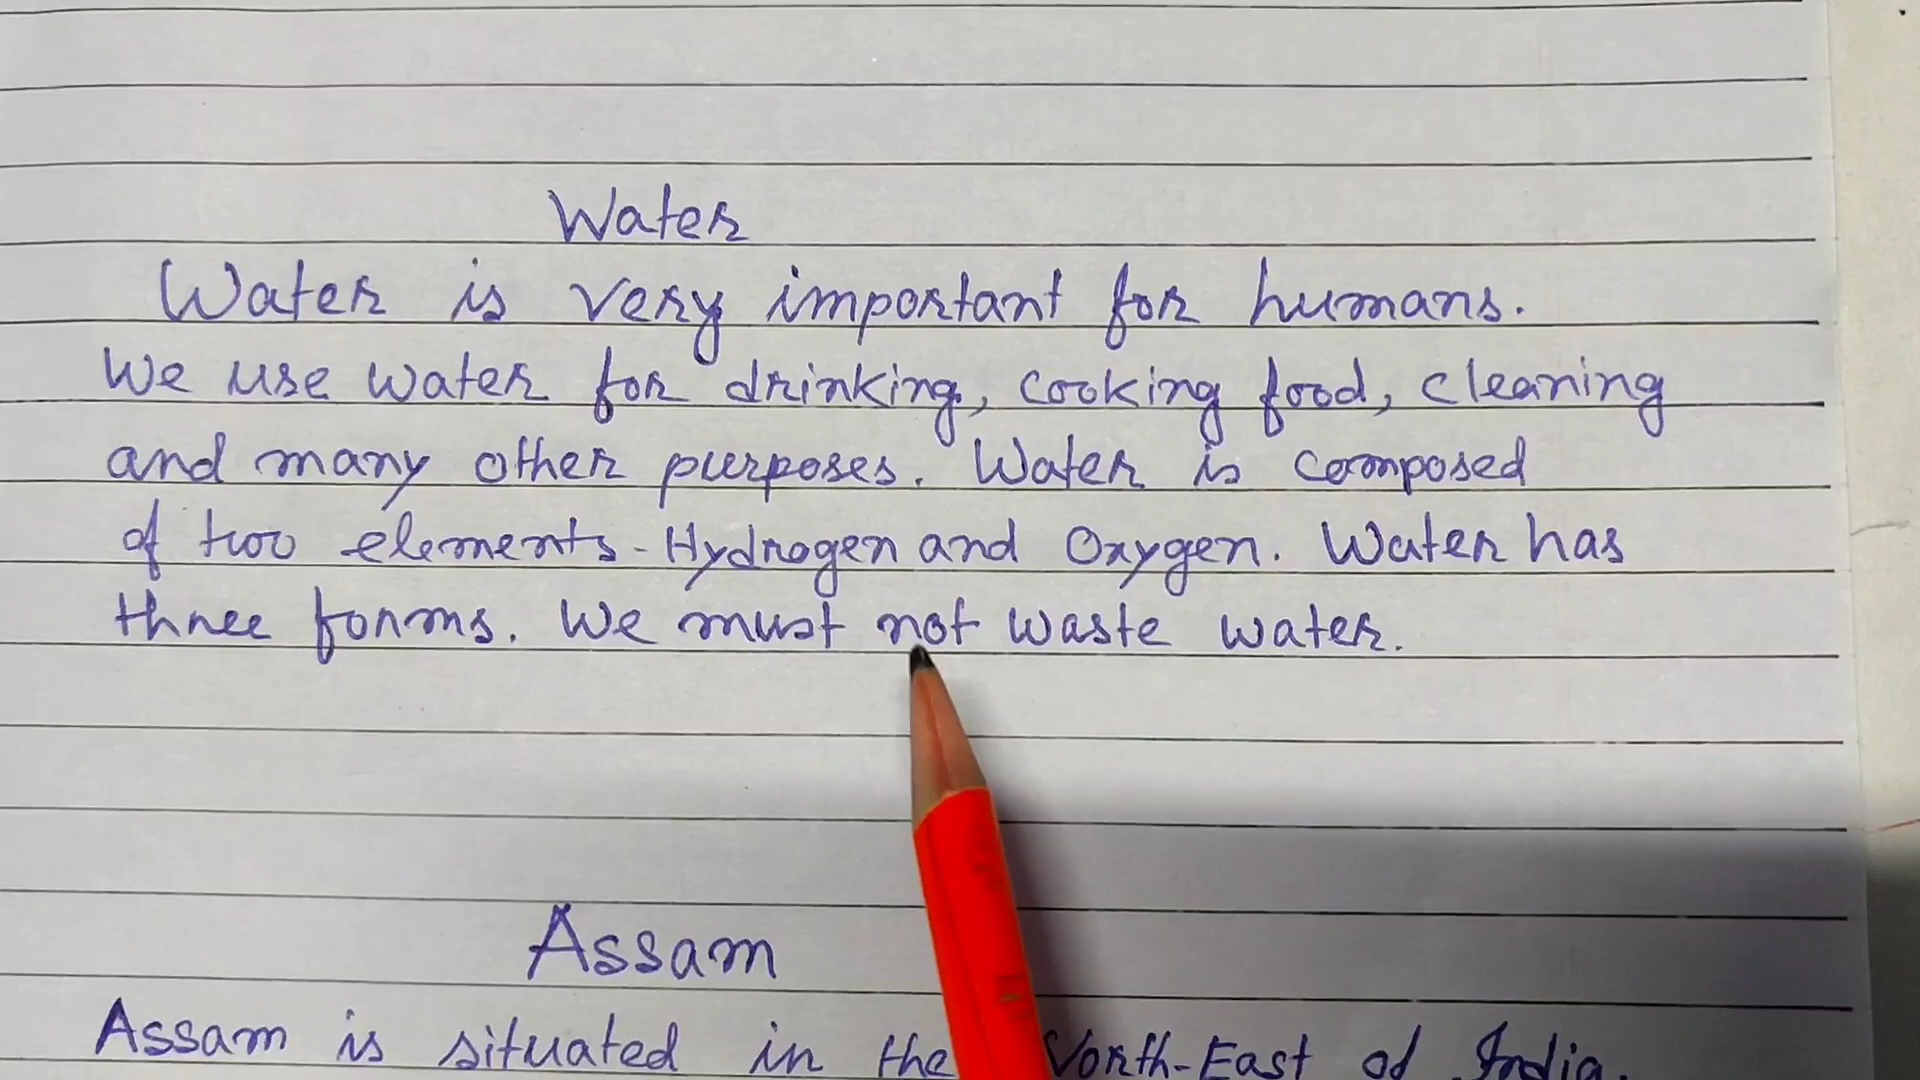 Water
Water is very important for humans.
We use water for drinking, cooking food, cleaning
and many other purposes. Water is composed
of two elements - Hydrogen and Oxygen. Water has
three forms. We must not waste water.
Assam
Assam is situated in the North-East of India.